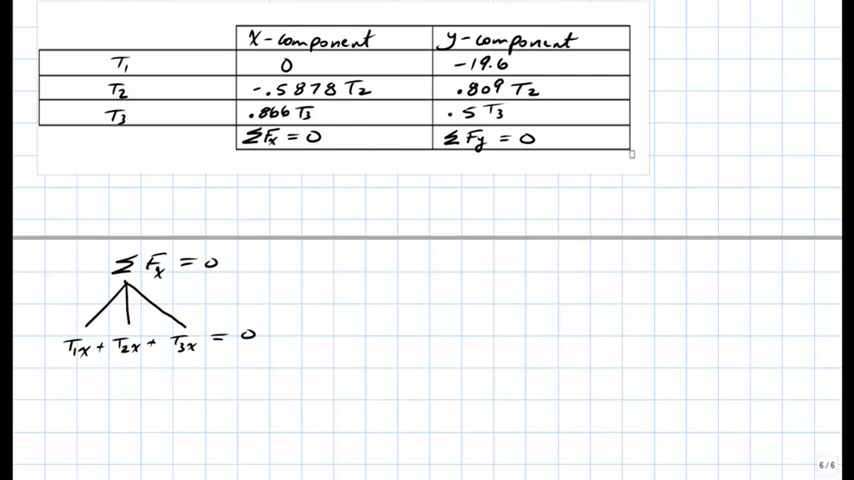 X-component y-component
T₁ 0 -19.6
T₂ -.5878 T₂ .809 T₂
T₃ .866 T₃ .5 T₃
ΣFₓ = 0 ΣFy = 0
ΣFₓ = 0
T₁ₓ + T₂ₓ + T₃ₓ = 0
6/6